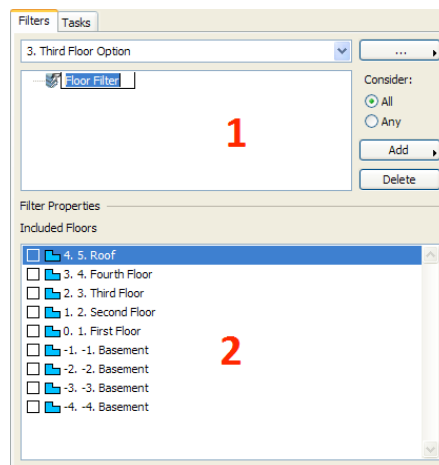 Filters Tasks
3. Third Floor Option ...
Floor Filter
Consider:
All
Any
1
Add
Delete
Filter Properties
Included Floors
4. 5. Roof
3. 4. Fourth Floor
2. 3. Third Floor
1. 2. Second Floor
0. 1. First Floor
-1. -1. Basement
-2. -2. Basement
-3. -3. Basement
-4. -4. Basement
2